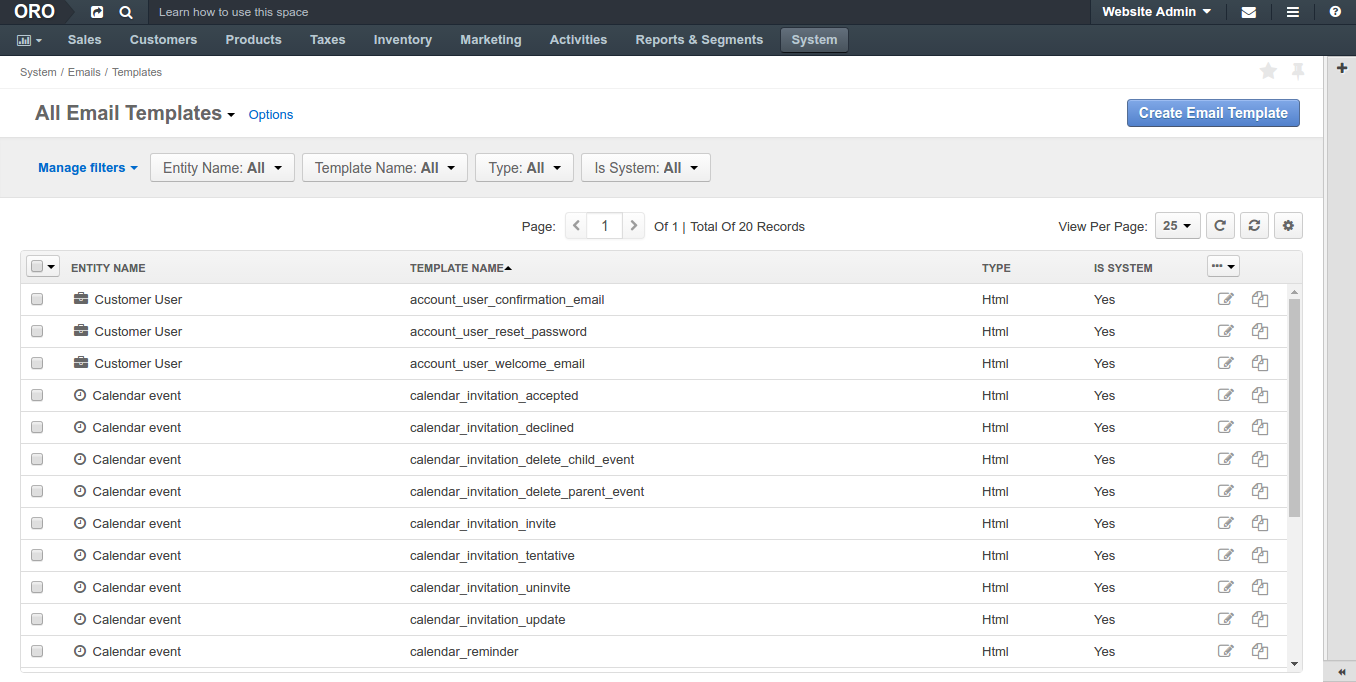 ORO Learn how to use this space Website Admin
Sales Customers Products Taxes Inventory Marketing Activities Reports & Segments System
System / Emails / Templates
All Email Templates Options Create Email Template
Manage filters Entity Name: All Template Name: All Type: All Is System: All
Page: 1 Of 1 | Total Of 20 Records View Per Page: 25
ENTITY NAME TEMPLATE NAME TYPE IS SYSTEM
Customer User account_user_confirmation_email Html Yes
Customer User account_user_reset_password Html Yes
Customer User account_user_welcome_email Html Yes
Calendar event calendar_invitation_accepted Html Yes
Calendar event calendar_invitation_declined Html Yes
Calendar event calendar_invitation_delete_child_event Html Yes
Calendar event calendar_invitation_delete_parent_event Html Yes
Calendar event calendar_invitation_invite Html Yes
Calendar event calendar_invitation_tentative Html Yes
Calendar event calendar_invitation_uninvite Html Yes
Calendar event calendar_invitation_update Html Yes
Calendar event calendar_reminder Html Yes